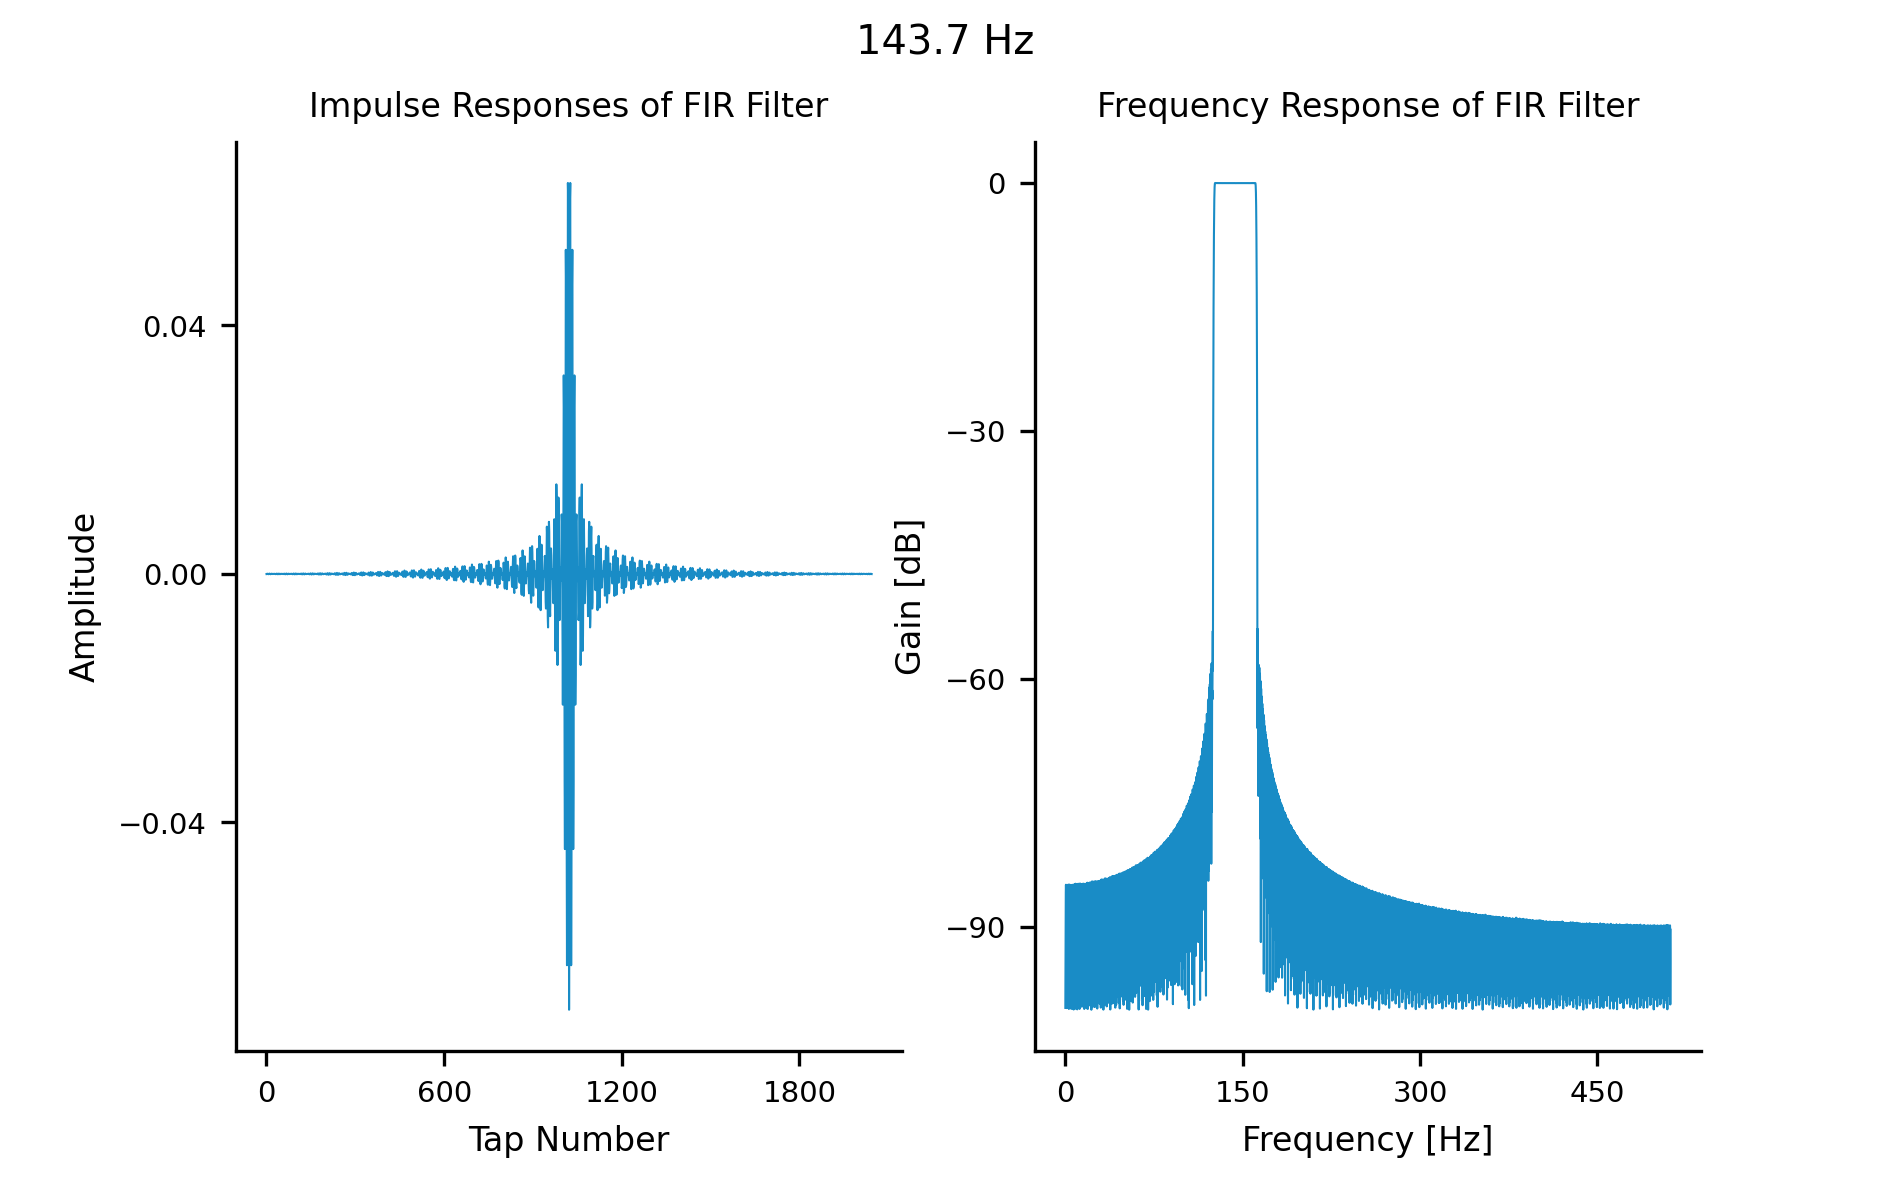 143.7 Hz
Impulse Responses of FIR Filter
Amplitude
0.04
0.00
−0.04
0 600 1200 1800
Tap Number
Frequency Response of FIR Filter
Gain [dB]
0
−30
−60
−90
0 150 300 450
Frequency [Hz]